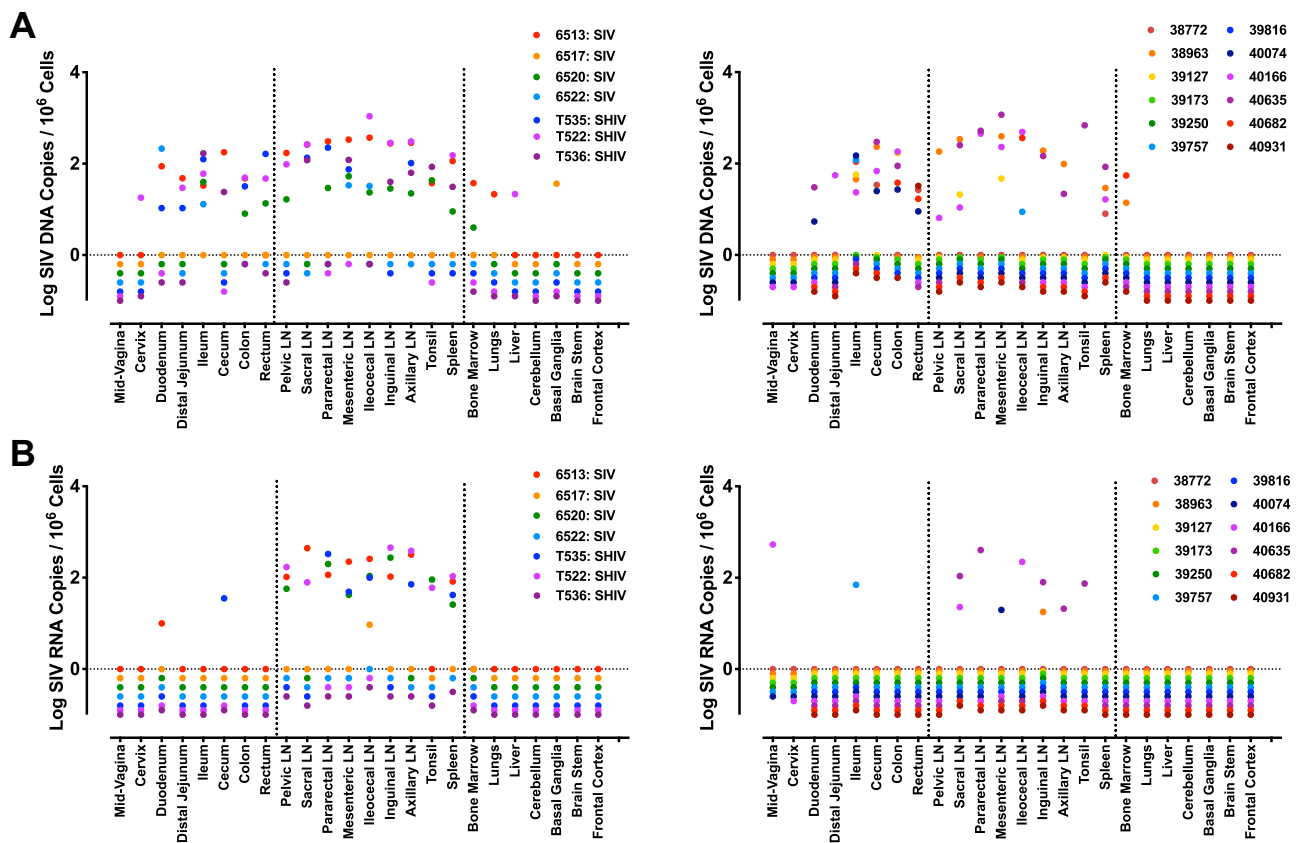 A
Log SIV DNA Copies / 10^6 Cells
4
2
0
6513: SIV
6517: SIV
6520: SIV
6522: SIV
T535: SHIV
T522: SHIV
T536: SHIV
Mid-Vagina
Cervix
Duodenum
Distal Jejunum
Ileum
Cecum
Colon
Rectum
Pelvic LN
Sacral LN
Pararectal LN
Mesenteric LN
Ileocecal LN
Inguinal LN
Axillary LN
Tonsil
Spleen
Bone Marrow
Lungs
Liver
Cerebellum
Basal Ganglia
Brain Stem
Frontal Cortex
Log SIV DNA Copies / 10^6 Cells
4
2
0
38772
38963
39127
39173
39250
39757
39816
40074
40166
40635
40682
40931
Mid-Vagina
Cervix
Duodenum
Distal Jejunum
Ileum
Cecum
Colon
Rectum
Pelvic LN
Sacral LN
Pararectal LN
Mesenteric LN
Ileocecal LN
Inguinal LN
Axillary LN
Tonsil
Spleen
Bone Marrow
Lungs
Liver
Cerebellum
Basal Ganglia
Brain Stem
Frontal Cortex
B
Log SIV RNA Copies / 10^6 Cells
4
2
0
6513: SIV
6517: SIV
6520: SIV
6522: SIV
T535: SHIV
T522: SHIV
T536: SHIV
Mid-Vagina
Cervix
Duodenum
Distal Jejunum
Ileum
Cecum
Colon
Rectum
Pelvic LN
Sacral LN
Pararectal LN
Mesenteric LN
Ileocecal LN
Inguinal LN
Axillary LN
Tonsil
Spleen
Bone Marrow
Lungs
Liver
Cerebellum
Basal Ganglia
Brain Stem
Frontal Cortex
Log SIV RNA Copies / 10^6 Cells
4
2
0
38772
38963
39127
39173
39250
39757
39816
40074
40166
40635
40682
40931
Mid-Vagina
Cervix
Duodenum
Distal Jejunum
Ileum
Cecum
Colon
Rectum
Pelvic LN
Sacral LN
Pararectal LN
Mesenteric LN
Ileocecal LN
Inguinal LN
Axillary LN
Tonsil
Spleen
Bone Marrow
Lungs
Liver
Cerebellum
Basal Ganglia
Brain Stem
Frontal Cortex